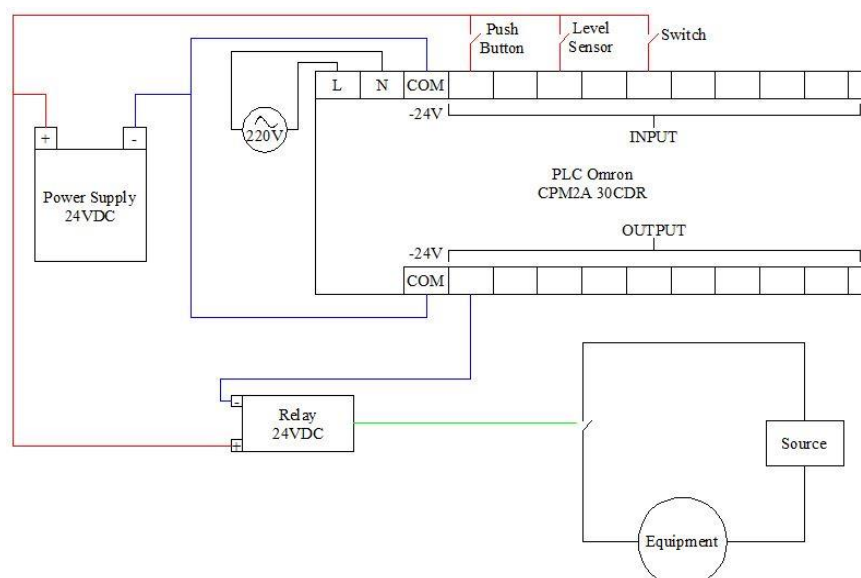 Push
Button
Level
Sensor
Switch
L
N
COM
220V
-24V
INPUT
+
-
Power Supply
24VDC
PLC Omron
CPM2A 30CDR
OUTPUT
-24V
COM
-
+
Relay
24VDC
Source
Equipment